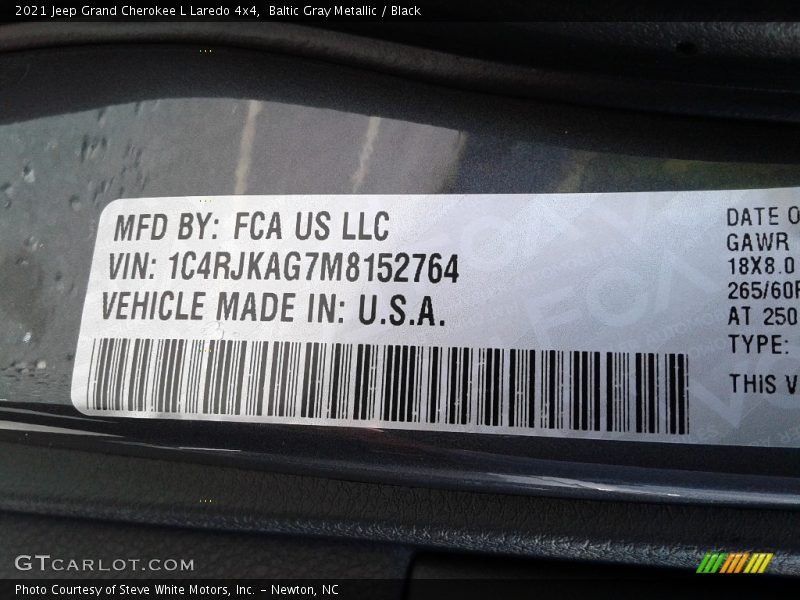 2021 Jeep Grand Cherokee L Laredo 4x4,  Baltic Gray Metallic / Black
MFD BY: FCA US LLC
VIN: 1C4RJKAG7M8152764
VEHICLE MADE IN: U.S.A.
DATE O
GAWR
18X8.0
265/60R
AT 250
TYPE:
THIS V
GTCARLOT.COM
Photo Courtesy of Steve White Motors, Inc. – Newton, NC